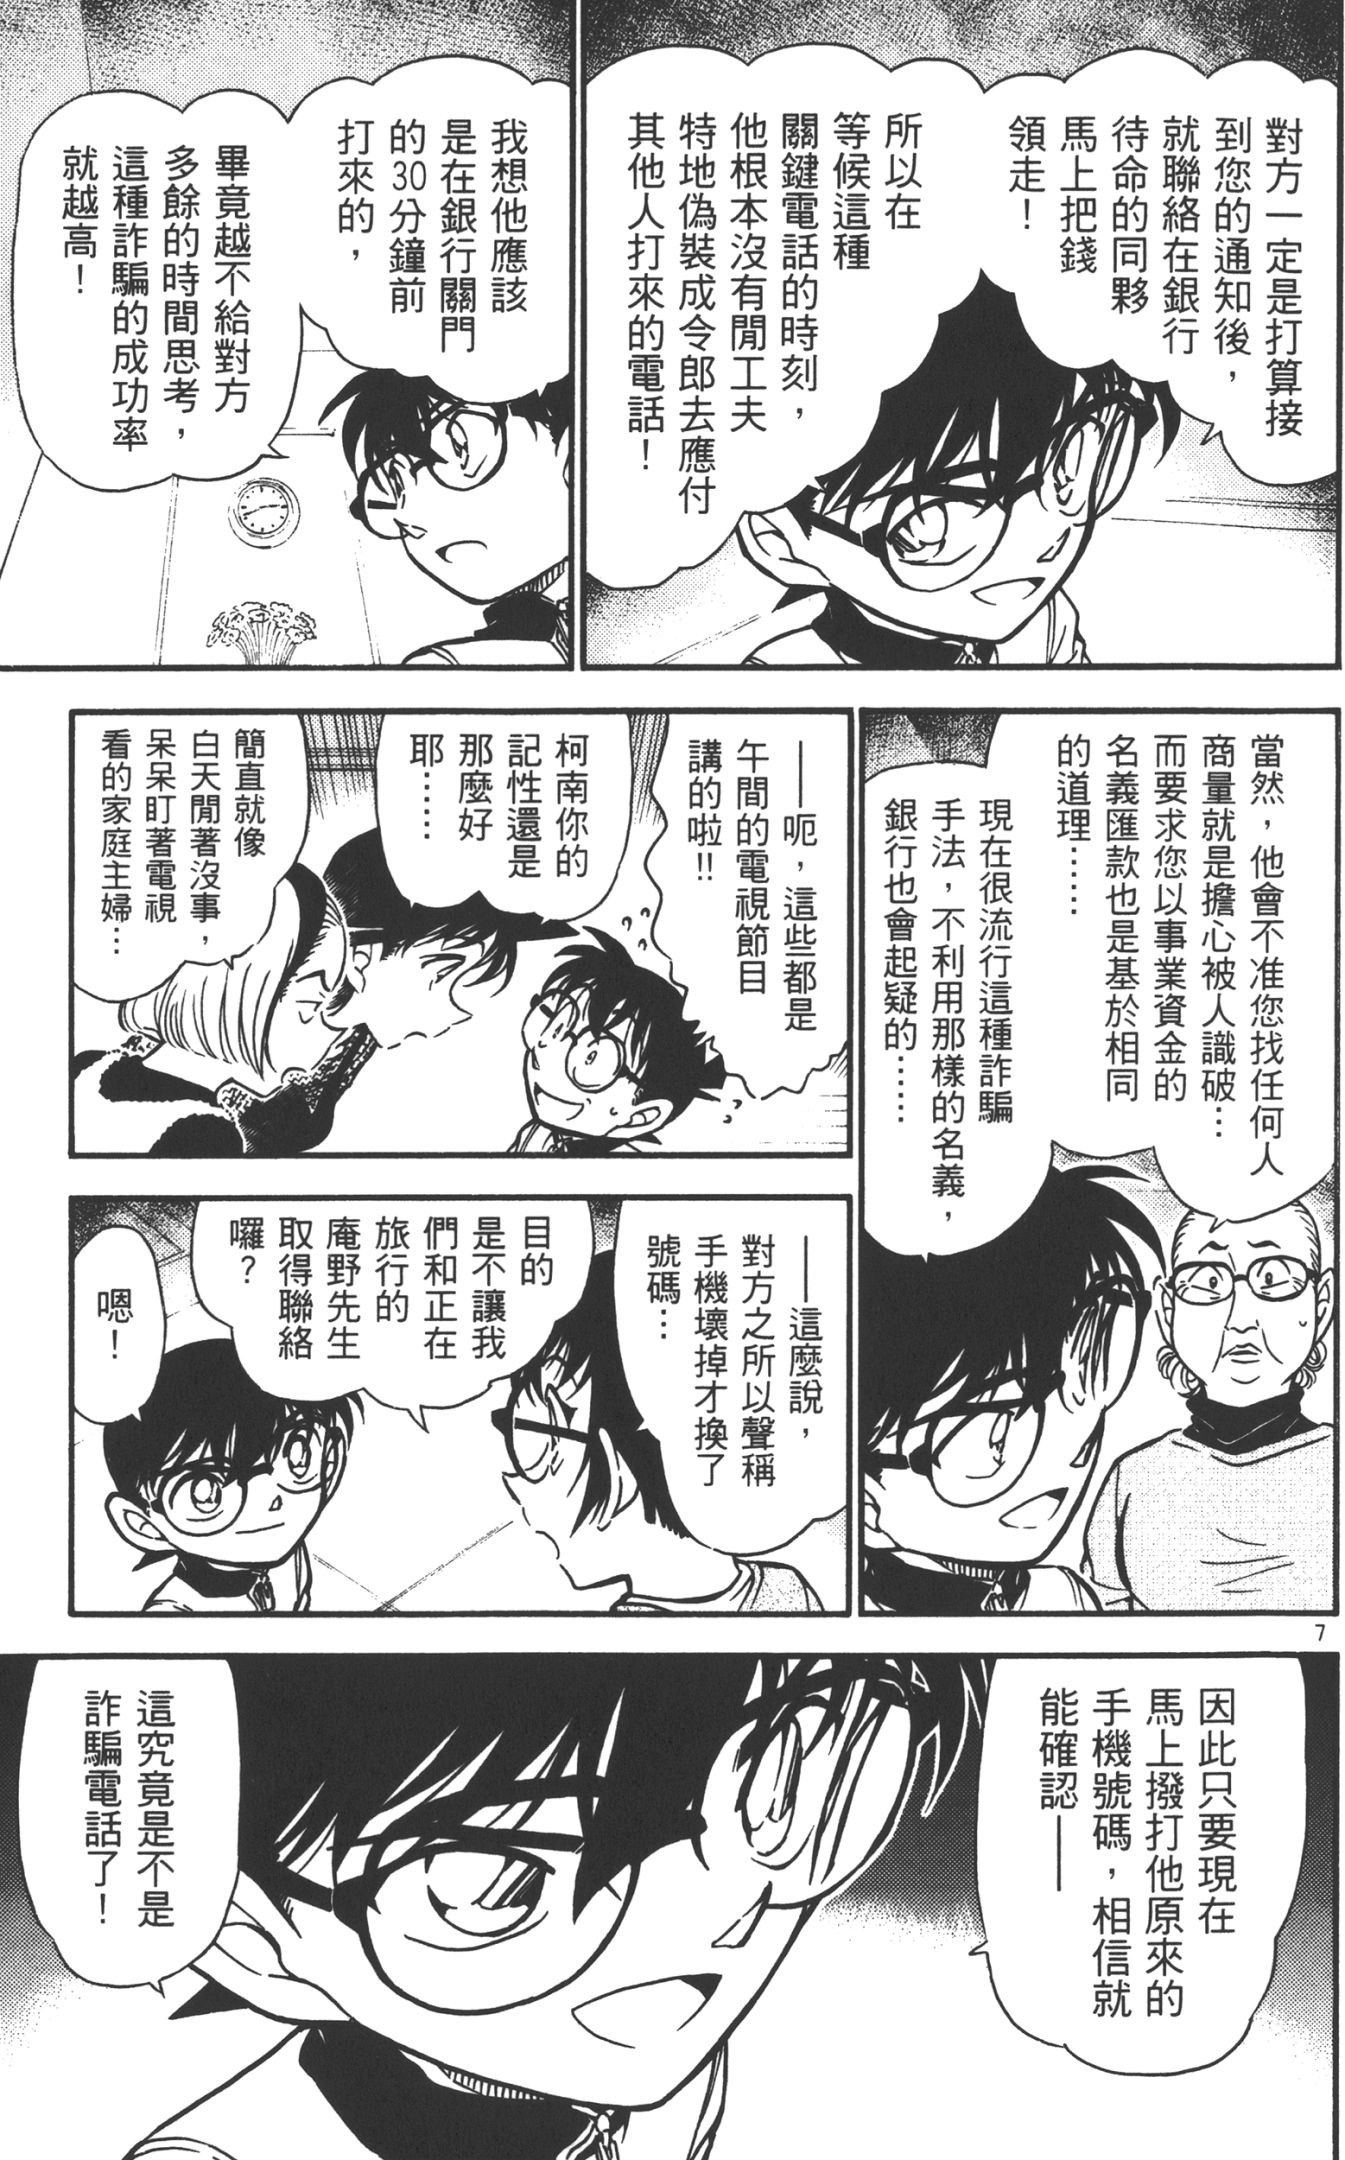 對方一定是打算接
到您的通知後，
就聯絡在銀行
待命的同夥
馬上把錢
領走！
所以在
等候這種
關鍵電話的時刻，
他根本沒有閒工夫
特地偽裝成令郎去應付
其他人打來的電話！
我想他應該
是在銀行關門
的30分鐘前
打來的，
畢竟越不給對方
多餘的時間思考，
這種詐騙的成功率
就越高！
當然，他會不准您找任何人
商量就是擔心被人識破…
而要求您以事業資金的
名義匯款也是基於相同
的道理……
現在很流行這種詐騙
手法，不利用那樣的名義，
銀行也會起疑的……
——呃，這些都是
午間的電視節目
講的啦!!
柯南你的
記性還是
那麼好
耶……
簡直就像
白天閒著沒事，
呆呆盯著電視
看的家庭主婦…
——這麼說，
對方之所以聲稱
手機壞掉才換了
號碼…
目的
是不讓我
們和正在
旅行的
庵野先生
取得聯絡
囉？
嗯！
7
因此只要現在
馬上撥打他原來的
手機號碼，相信就
能確認——
這究竟是不是
詐騙電話了！